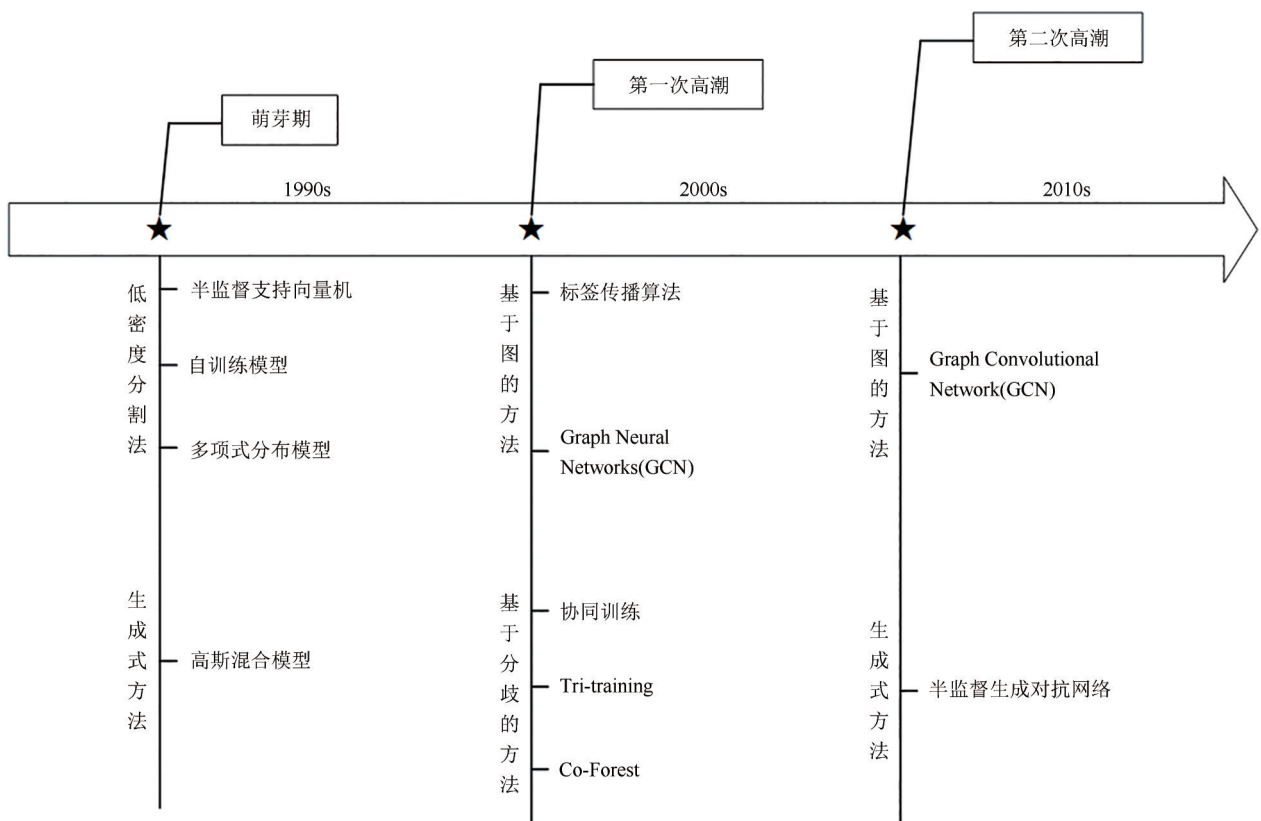 第二次高潮
第一次高潮
萌芽期
1990s
2000s
2010s
低密度分割法
半监督支持向量机
自训练模型
多项式分布模型
生成式方法
高斯混合模型
基于图的方法
标签传播算法
Graph Neural
Networks(GCN)
基于分歧的方法
协同训练
Tri-training
Co-Forest
基于图的方法
Graph Convolutional
Network(GCN)
生成式方法
半监督生成对抗网络